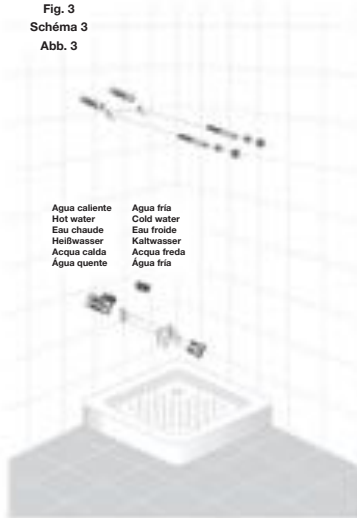 Fig. 3
Schéma 3
Abb. 3
Agua caliente Agua fría
Hot water Cold water
Eau chaude Eau froide
Heißwasser Kaltwasser
Acqua calda Acqua freda
Água quente Água fría